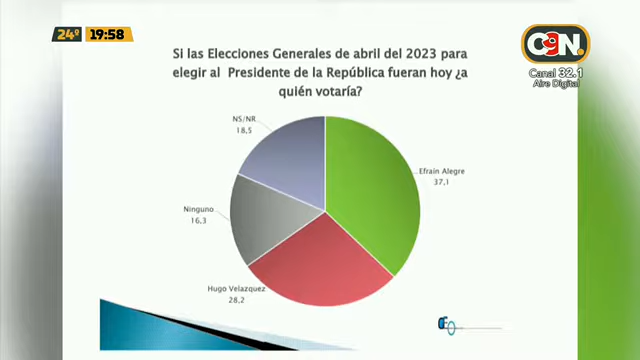 24º 19:58
C9N.
Canal 32.1
Aire Digital
Si las Elecciones Generales de abril del 2023 para
elegir al Presidente de la República fueran hoy ¿a
quién votaría?
NS/NR
18,5
Efraín Alegre
37,1
Ninguno
16,3
Hugo Velazquez
28,2